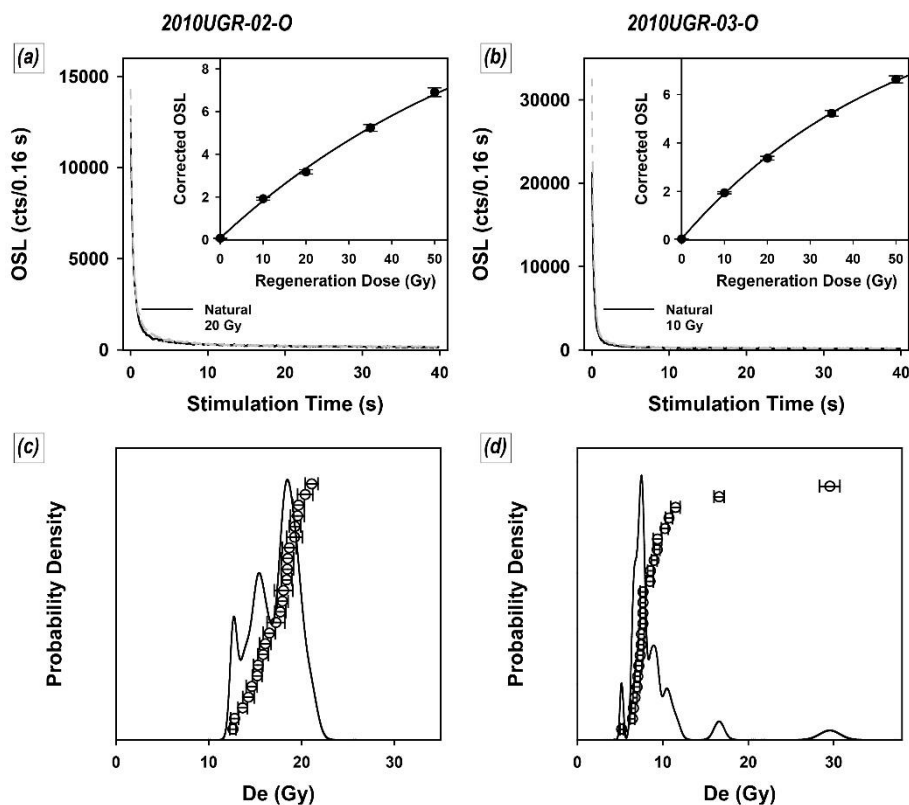 2010UGR-02-O
2010UGR-03-O
(a)
15000
10000
5000
0
OSL (cts/0.16 s)
8
6
4
2
0
Corrected OSL
0 10 20 30 40 50
Regeneration Dose (Gy)
Natural
20 Gy
0 10 20 30 40
Stimulation Time (s)
(b)
30000
20000
10000
0
OSL (cts/0.16 s)
6
4
2
0
Corrected OSL
0 10 20 30 40 50
Regeneration Dose (Gy)
Natural
10 Gy
0 10 20 30 40
Stimulation Time (s)
(c)
Probability Density
0 10 20 30
De (Gy)
(d)
Probability Density
0 10 20 30
De (Gy)